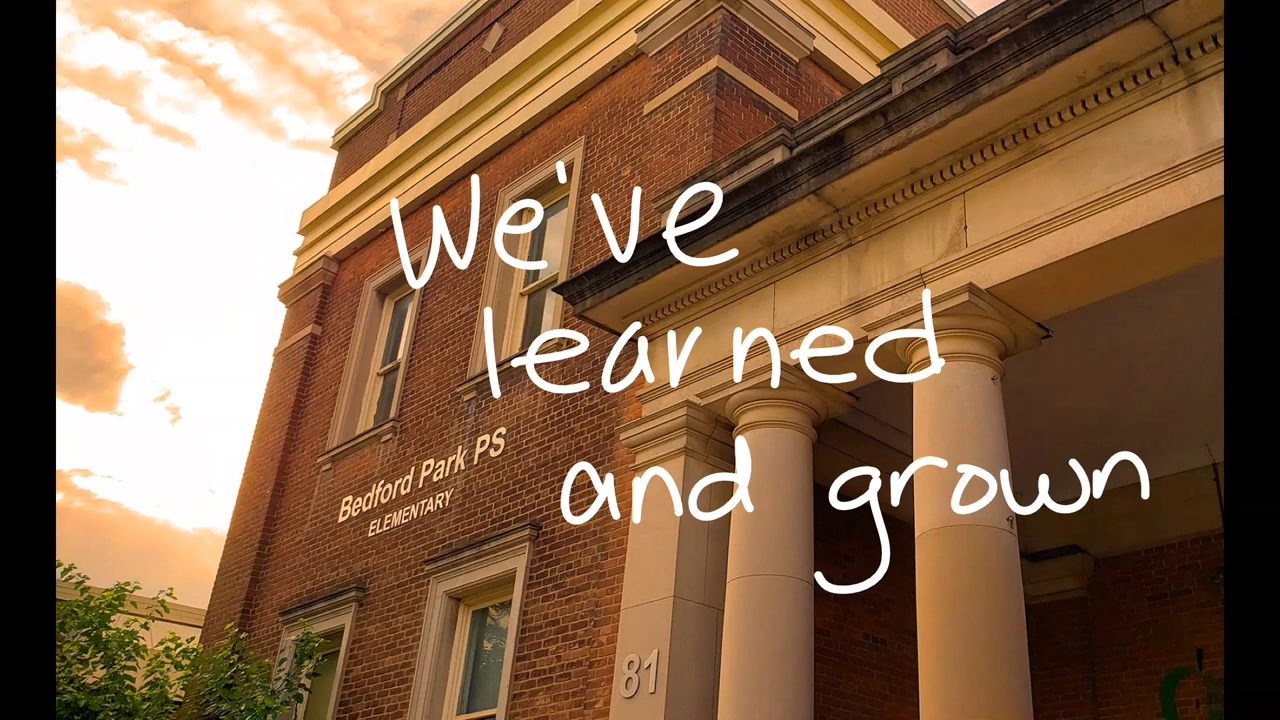 We've
learned
and grown
Bedford Park PS
ELEMENTARY
81